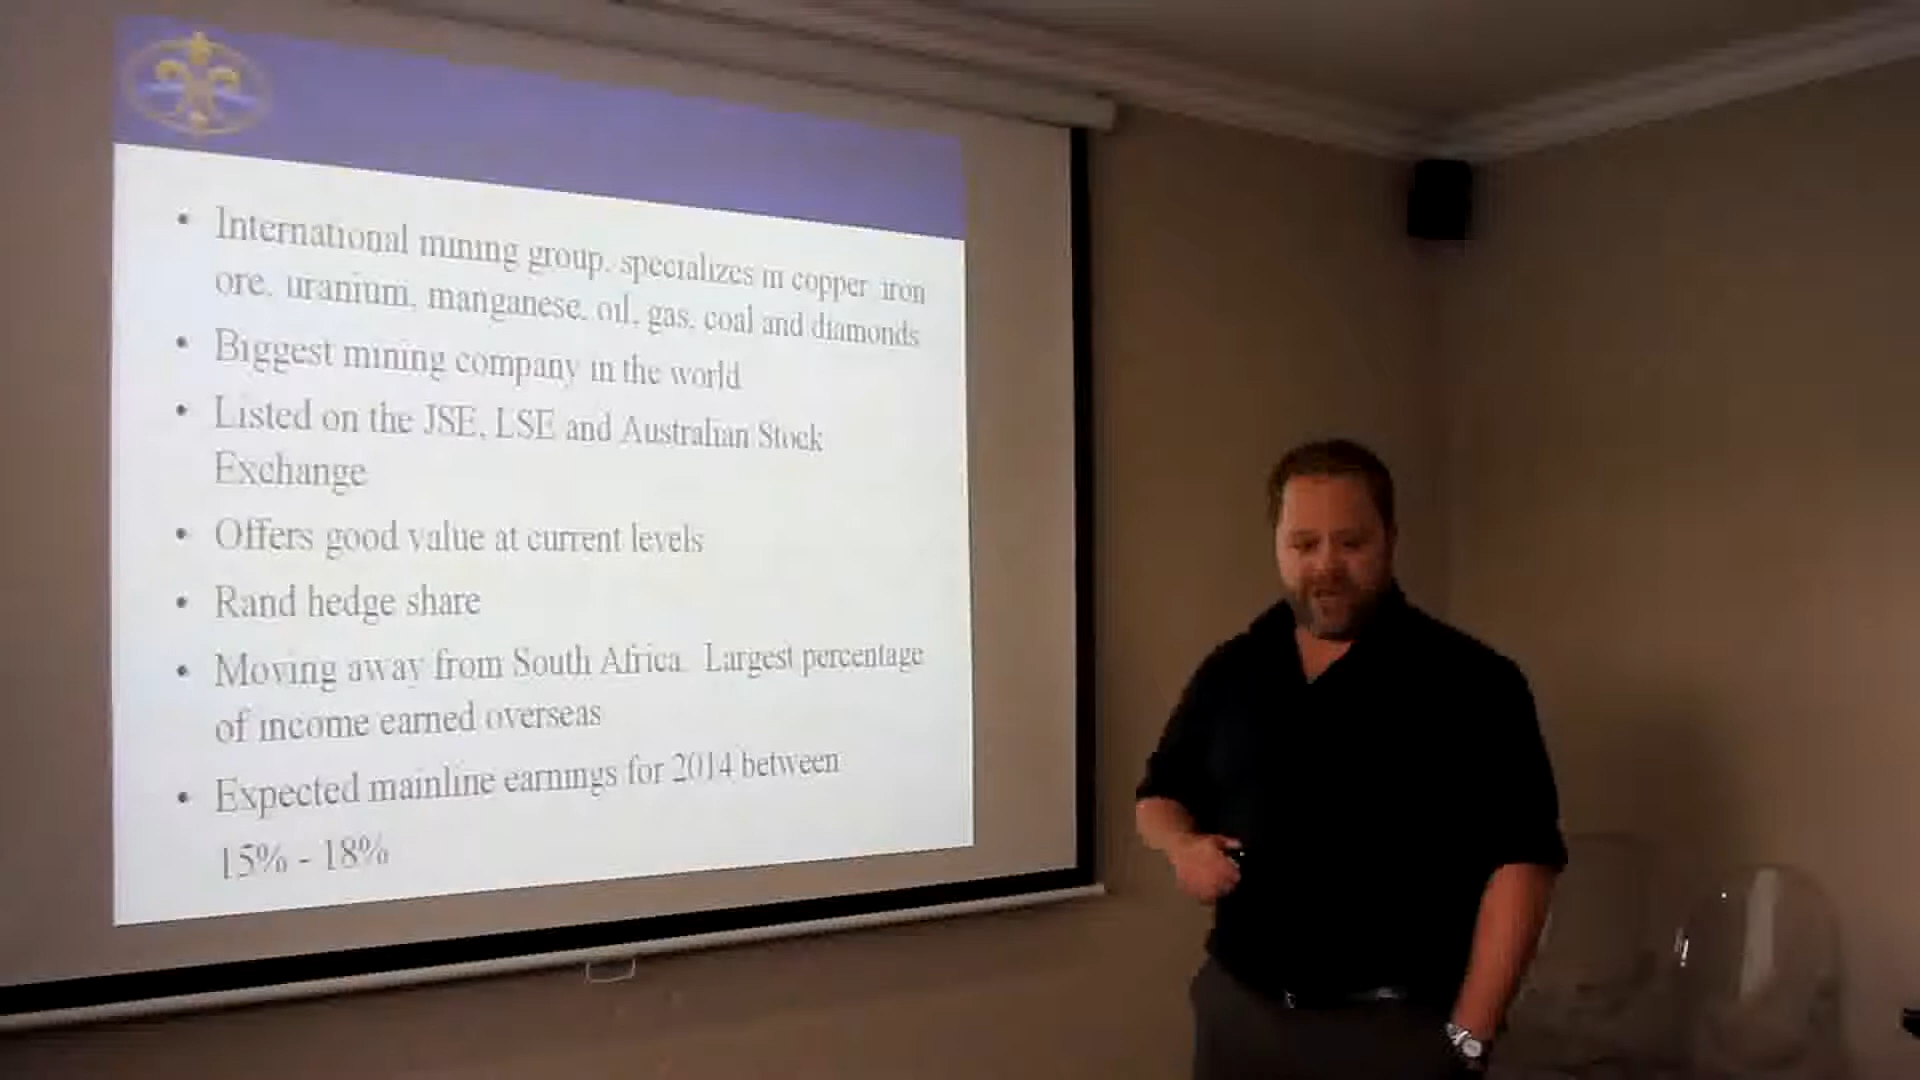 • International mining group, specializes in copper iron
ore, uranium, manganese, oil, gas, coal and diamonds
• Biggest mining company in the world
• Listed on the JSE, LSE and Australian Stock
Exchange
• Offers good value at current levels
• Rand hedge share
• Moving away from South Africa. Largest percentage
of income earned overseas
• Expected mainline earnings for 2014 between
15% - 18%